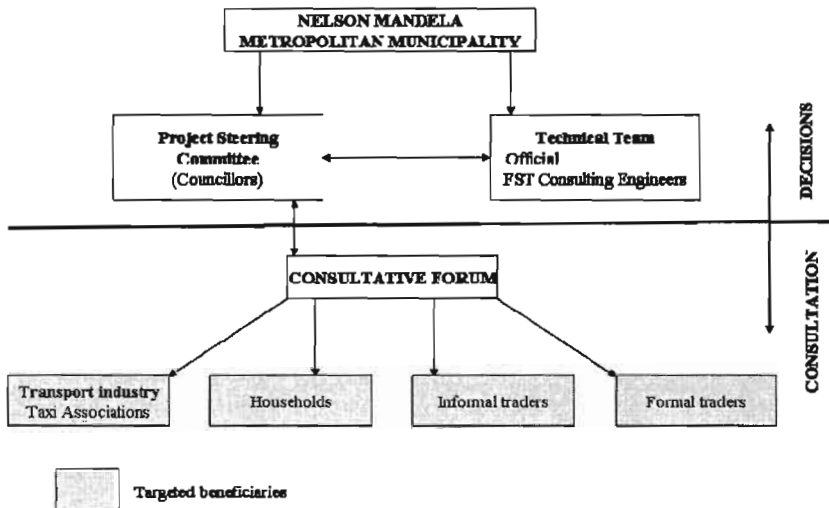 NELSON MANDELA
METROPOLITAN MUNICIPALITY
Project Steering
Committee
(Councillors)
Technical Team
Official
FST Consulting Engineers
DECISIONS
CONSULTATIVE FORUM
CONSULTATION
Transport industry
Taxi Associations
Households
Informal traders
Formal traders
Targeted beneficiaries